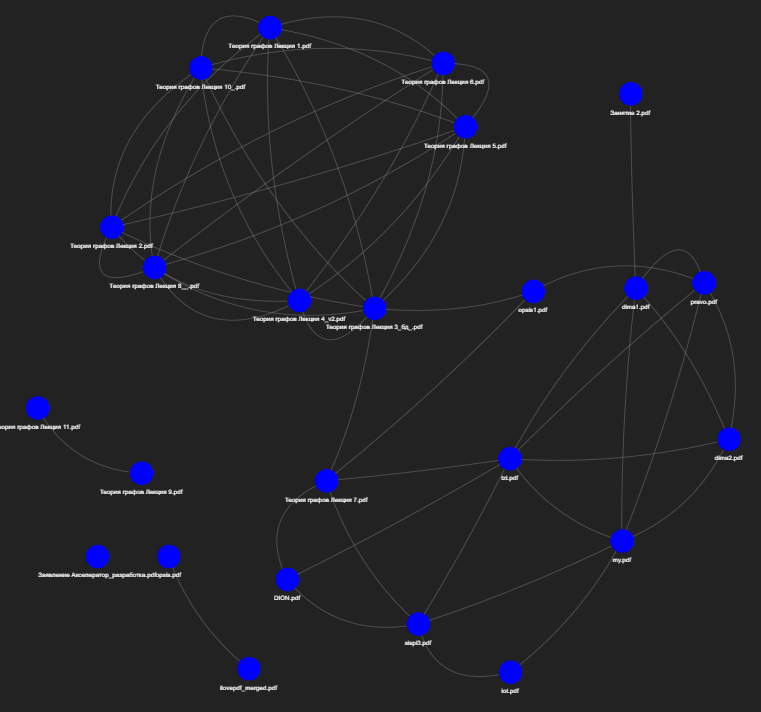 Теория графов Лекция 1.pdf
Теория графов Лекция 10_.pdf
Теория графов Лекция 6.pdf
Занятие 2.pdf
Теория графов Лекция 5.pdf
Теория графов Лекция 2.pdf
Теория графов Лекция 8__.pdf
opsis1.pdf
dima1.pdf
pravo.pdf
Теория графов Лекция 4_v2.pdf
Теория графов Лекция 3_бд_.pdf
ория графов Лекция 11.pdf
dima2.pdf
Теория графов Лекция 9.pdf
tzi.pdf
Теория графов Лекция 7.pdf
my.pdf
Заявление Акселератор_разработка.pdf
opsis.pdf
DION.pdf
aispi3.pdf
ilovepdf_merged.pdf
iot.pdf